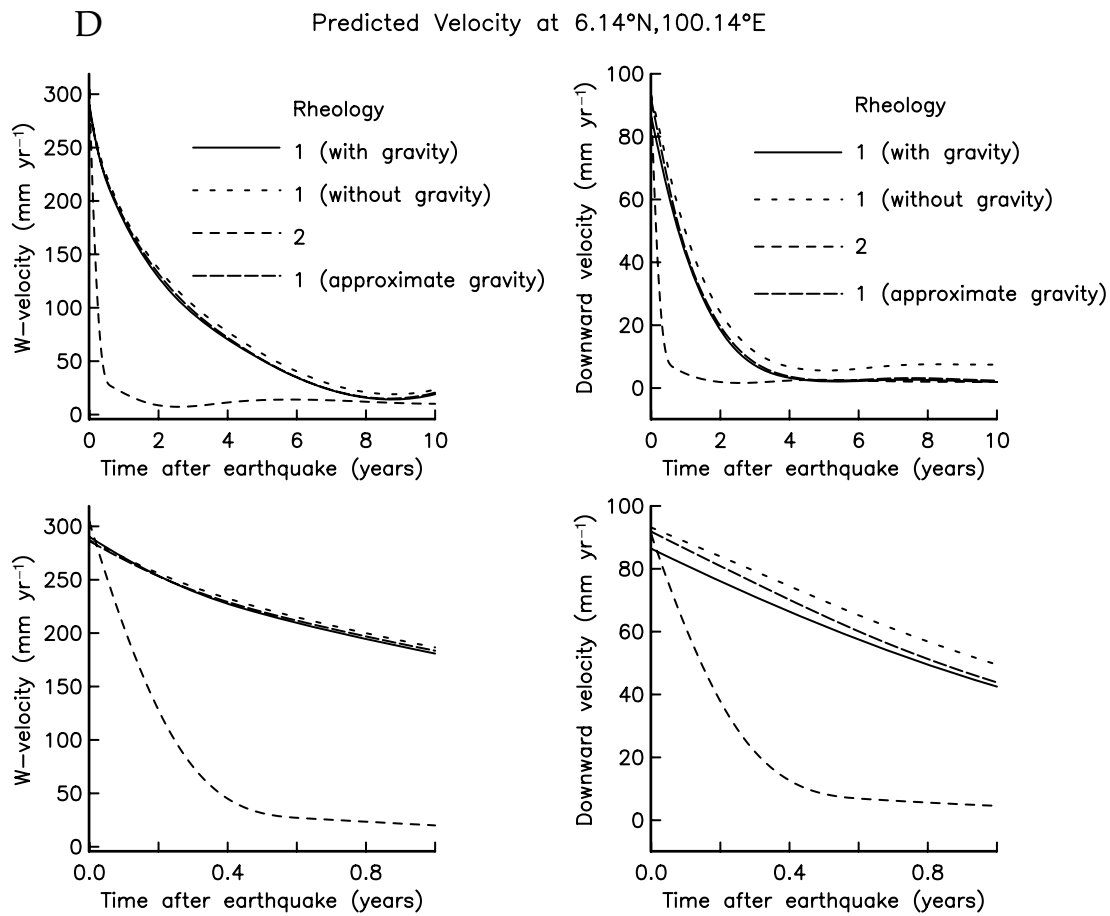 D
Predicted Velocity at 6.14°N,100.14°E
W−velocity (mm yr⁻¹)
300
250
200
150
100
50
0
Rheology
1 (with gravity)
1 (without gravity)
2
1 (approximate gravity)
0 2 4 6 8 10
Time after earthquake (years)
Downward velocity (mm yr⁻¹)
100
80
60
40
20
0
Rheology
1 (with gravity)
1 (without gravity)
2
1 (approximate gravity)
0 2 4 6 8 10
Time after earthquake (years)
W−velocity (mm yr⁻¹)
300
250
200
150
100
50
0
0.0 0.4 0.8
Time after earthquake (years)
Downward velocity (mm yr⁻¹)
100
80
60
40
20
0
0.0 0.4 0.8
Time after earthquake (years)